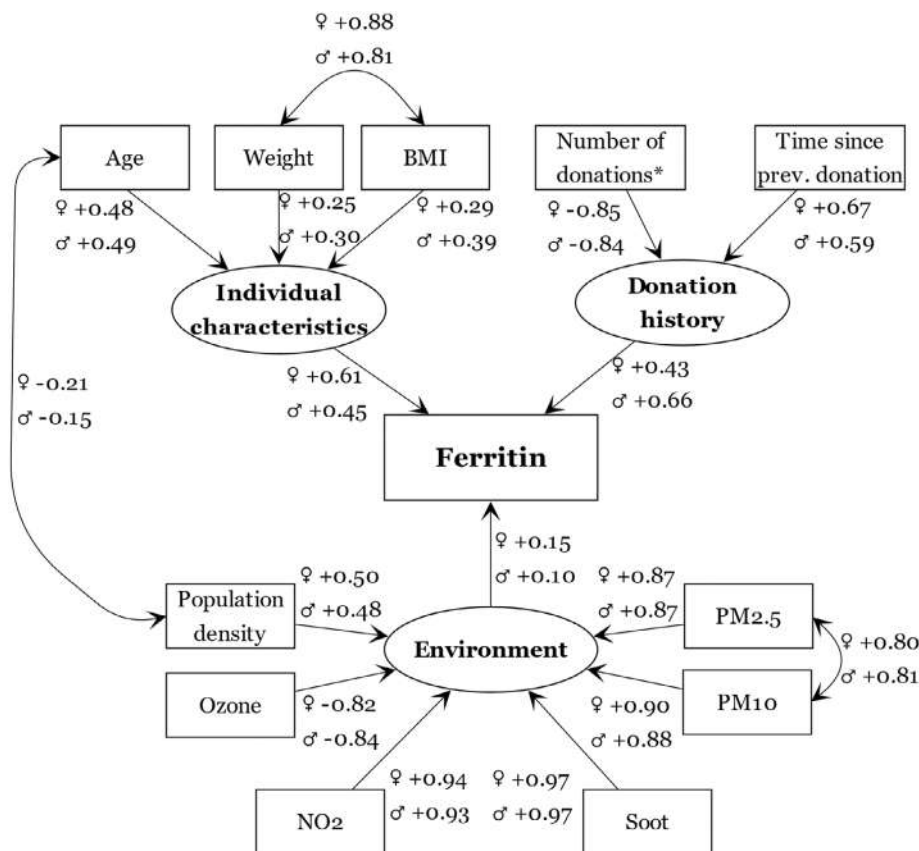 ♀ +0.88
♂ +0.81
Age
Weight
BMI
Number of
donations*
Time since
prev. donation
♀ +0.48
♂ +0.49
♀ +0.25
♂ +0.30
♀ +0.29
♂ +0.39
♀ -0.85
♂ -0.84
♀ +0.67
♂ +0.59
Individual
characteristics
Donation
history
♀ -0.21
♂ -0.15
♀ +0.61
♂ +0.45
♀ +0.43
♂ +0.66
Ferritin
♀ +0.15
♂ +0.10
Population
density
♀ +0.50
♂ +0.48
♀ +0.87
♂ +0.87
PM2.5
Environment
♀ +0.80
♂ +0.81
Ozone
♀ -0.82
♂ -0.84
♀ +0.90
♂ +0.88
PM10
NO2
♀ +0.94
♂ +0.93
♀ +0.97
♂ +0.97
Soot